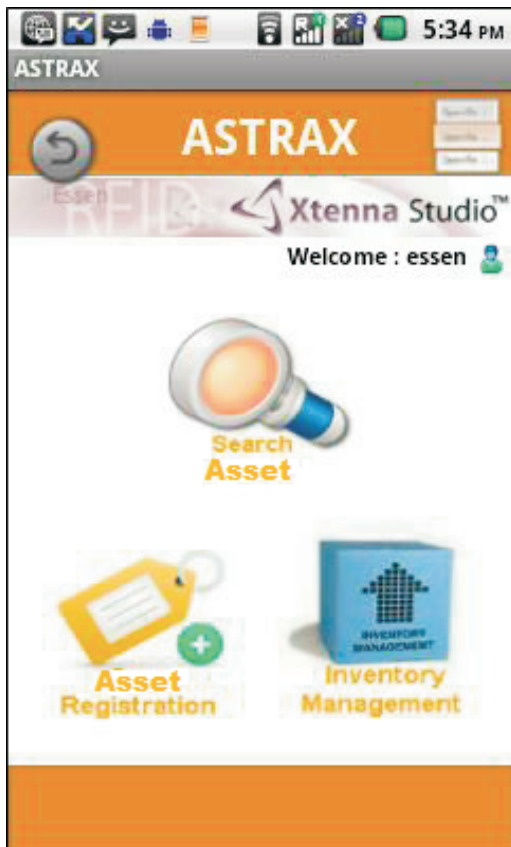 5:34 PM
ASTRAX
ASTRAX
Essen
RFID
Xtenna Studio™
Welcome : essen
Search
Asset
INVENTORY
MANAGEMENT
Asset
Registration
Inventory
Management